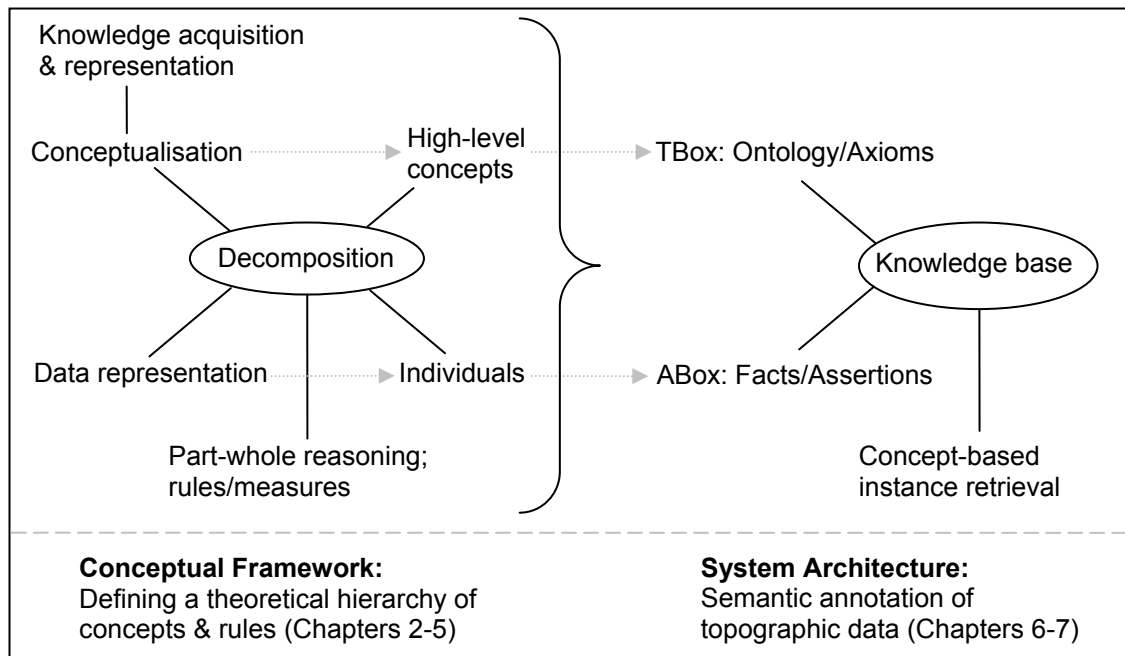 Knowledge acquisition
& representation
Conceptualisation
High-level
concepts
TBox: Ontology/Axioms
Decomposition
Knowledge base
Data representation
Individuals
ABox: Facts/Assertions
Part-whole reasoning;
rules/measures
Concept-based
instance retrieval
Conceptual Framework:
Defining a theoretical hierarchy of
concepts & rules (Chapters 2-5)
System Architecture:
Semantic annotation of
topographic data (Chapters 6-7)